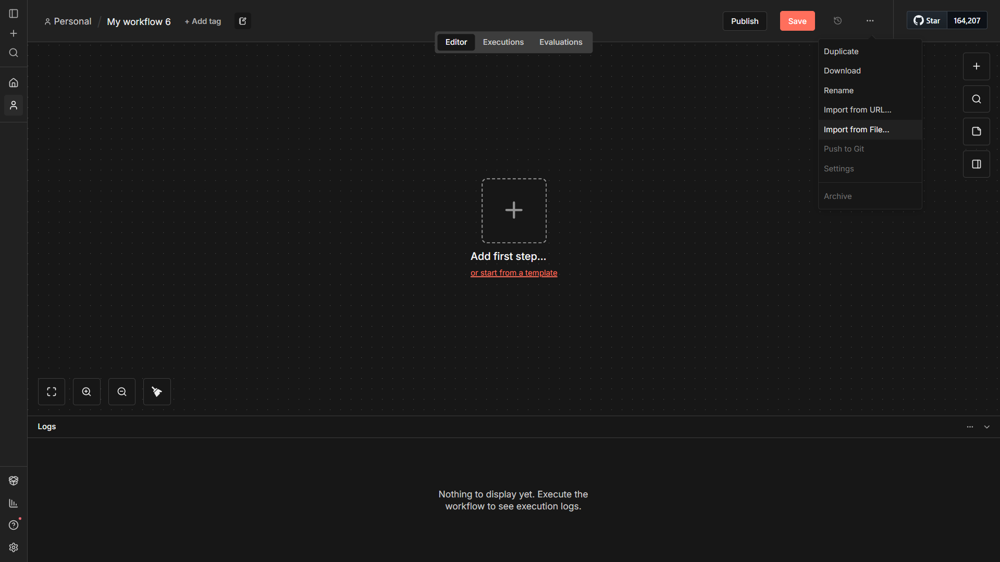 Personal / My workflow 6 + Add tag
Publish
Save
Star 164,207
Editor Executions Evaluations
Duplicate
Download
Rename
Import from URL...
Import from File...
Push to Git
Settings
Archive
Add first step...
or start from a template
Logs
Nothing to display yet. Execute the
workflow to see execution logs.